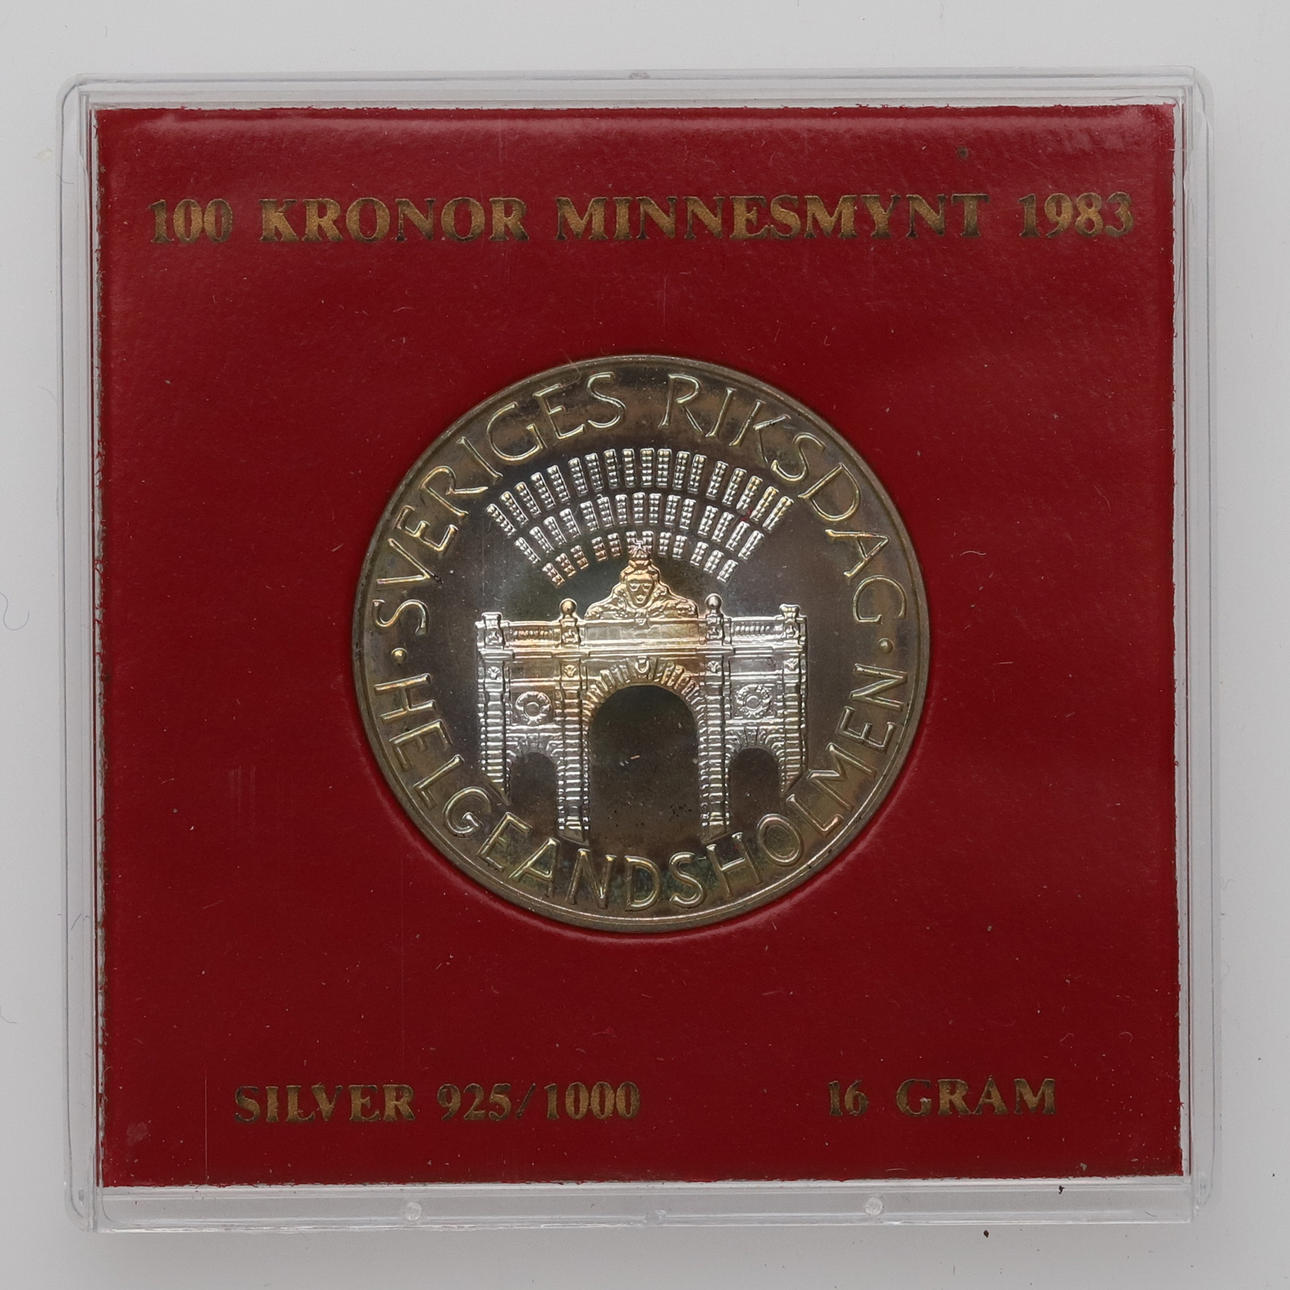 100 KRONOR MINNESMYNT 1983
SVERIGES RIKSDAG ·
HELGEANDSHOLMEN ·
SILVER 925/1000 16 GRAM